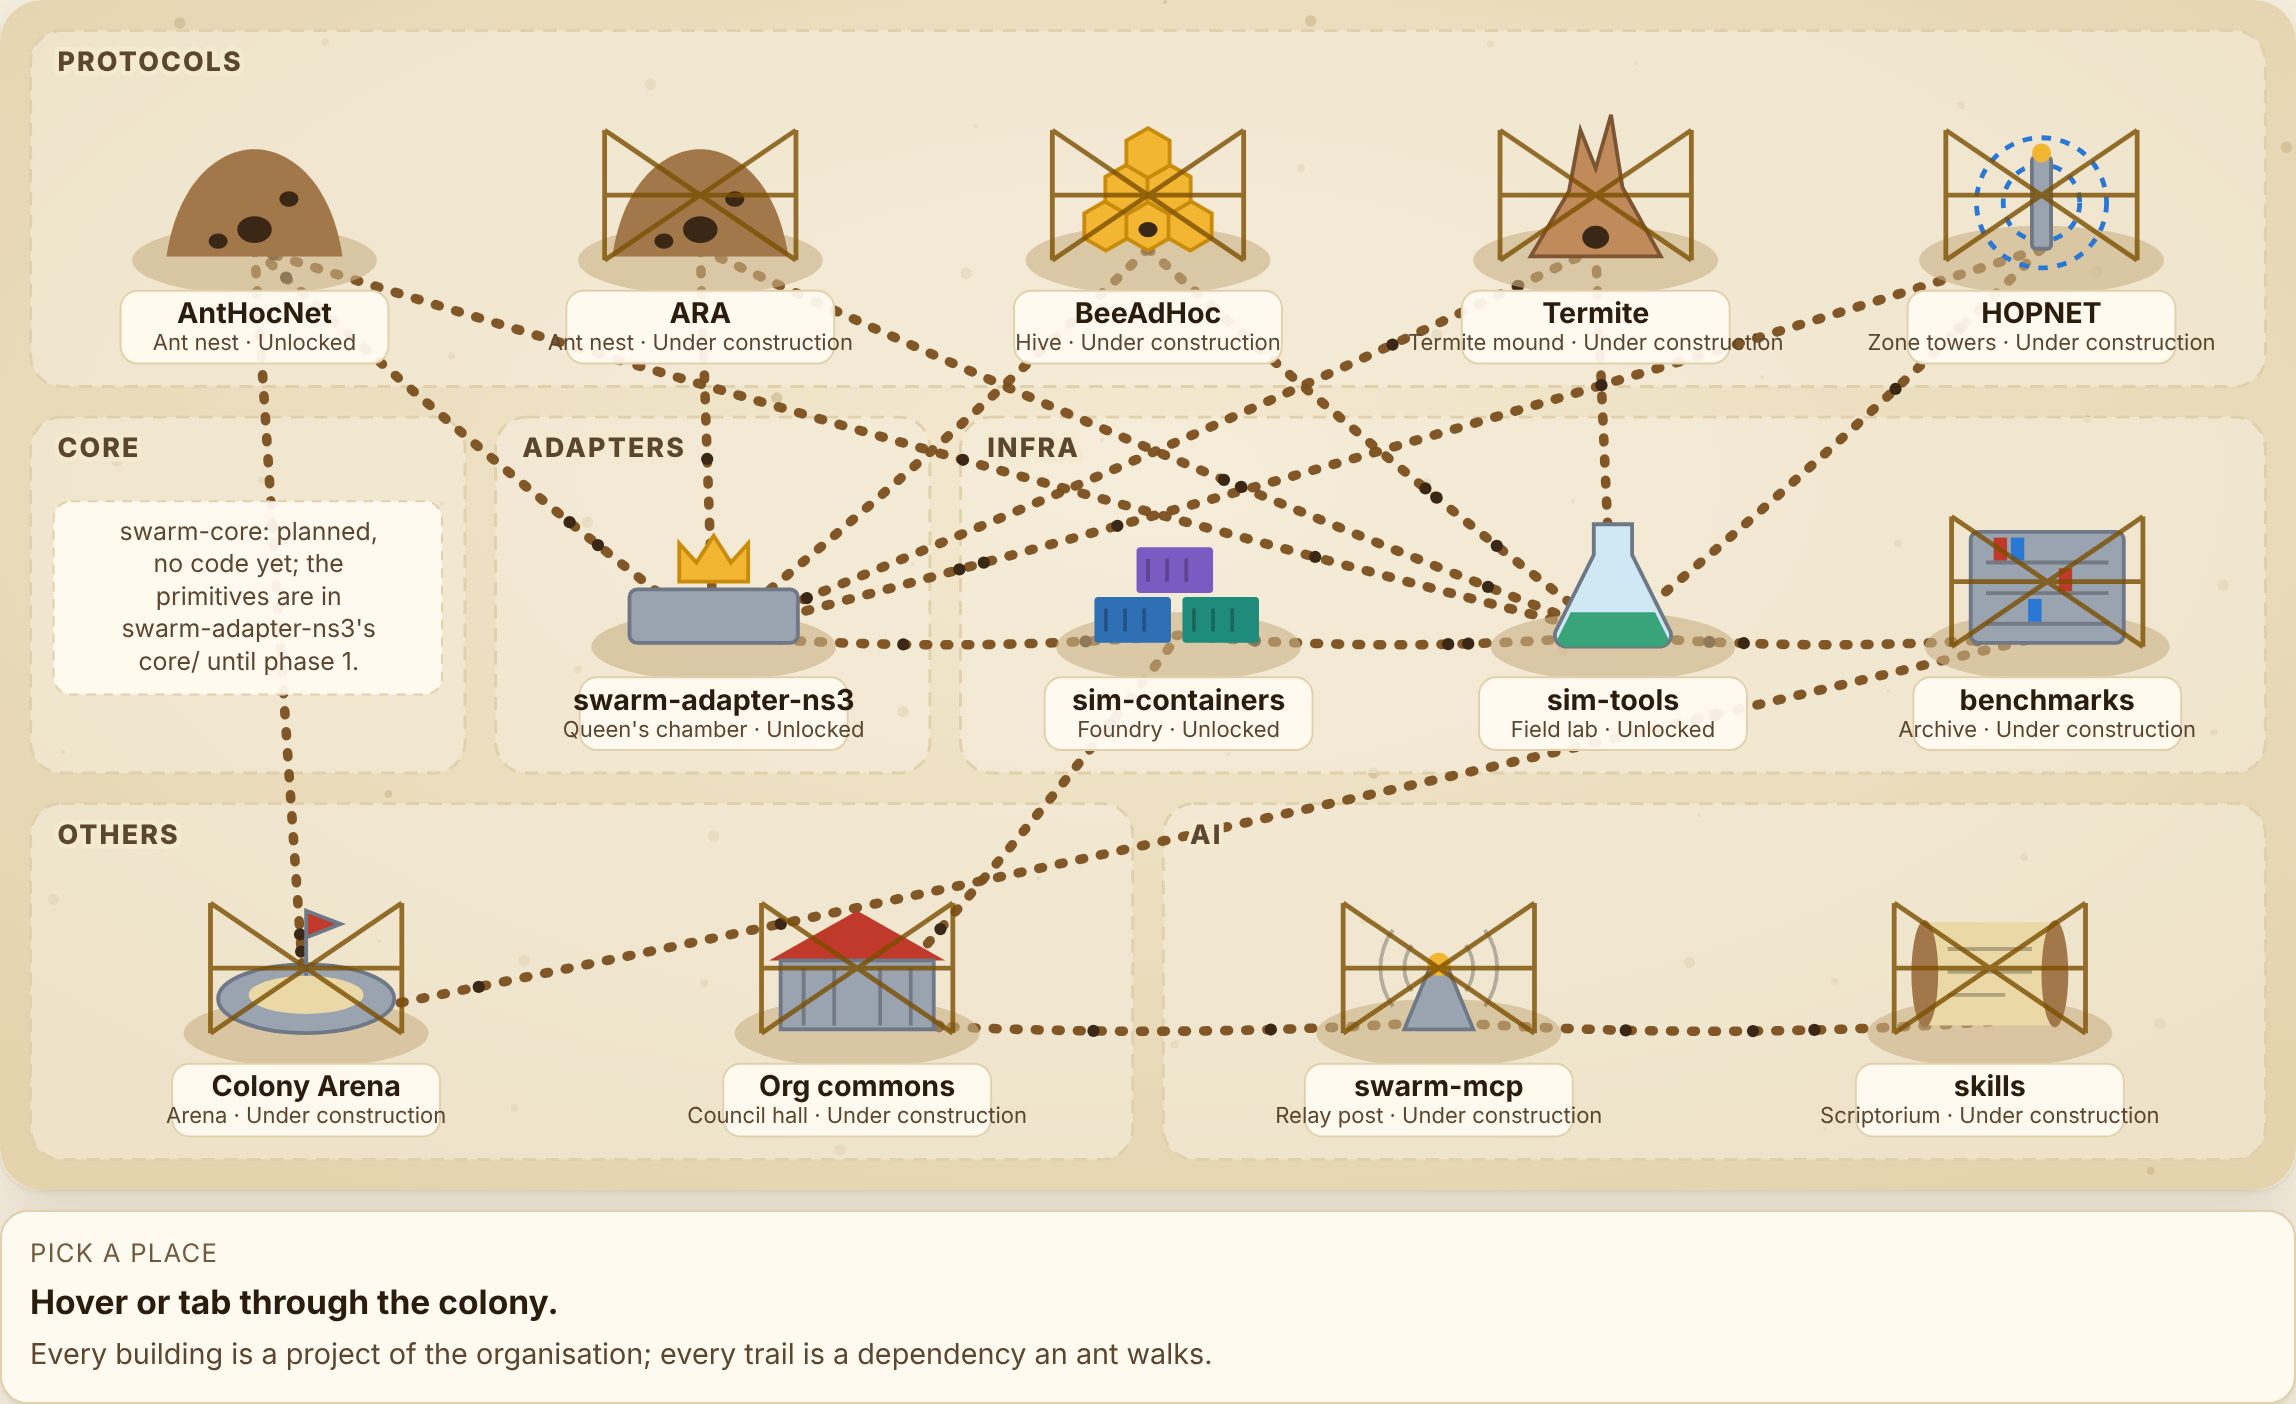 PROTOCOLS
AntHocNet
Ant nest · Unlocked
ARA
Ant nest · Under construction
BeeAdHoc
Hive · Under construction
Termite
Termite mound · Under construction
HOPNET
Zone towers · Under construction
CORE
swarm-core: planned,
no code yet; the
primitives are in
swarm-adapter-ns3's
core/ until phase 1.
ADAPTERS
swarm-adapter-ns3
Queen's chamber · Unlocked
INFRA
sim-containers
Foundry · Unlocked
sim-tools
Field lab · Unlocked
benchmarks
Archive · Under construction
OTHERS
Colony Arena
Arena · Under construction
Org commons
Council hall · Under construction
AI
swarm-mcp
Relay post · Under construction
skills
Scriptorium · Under construction
PICK A PLACE
Hover or tab through the colony.
Every building is a project of the organisation; every trail is a dependency an ant walks.